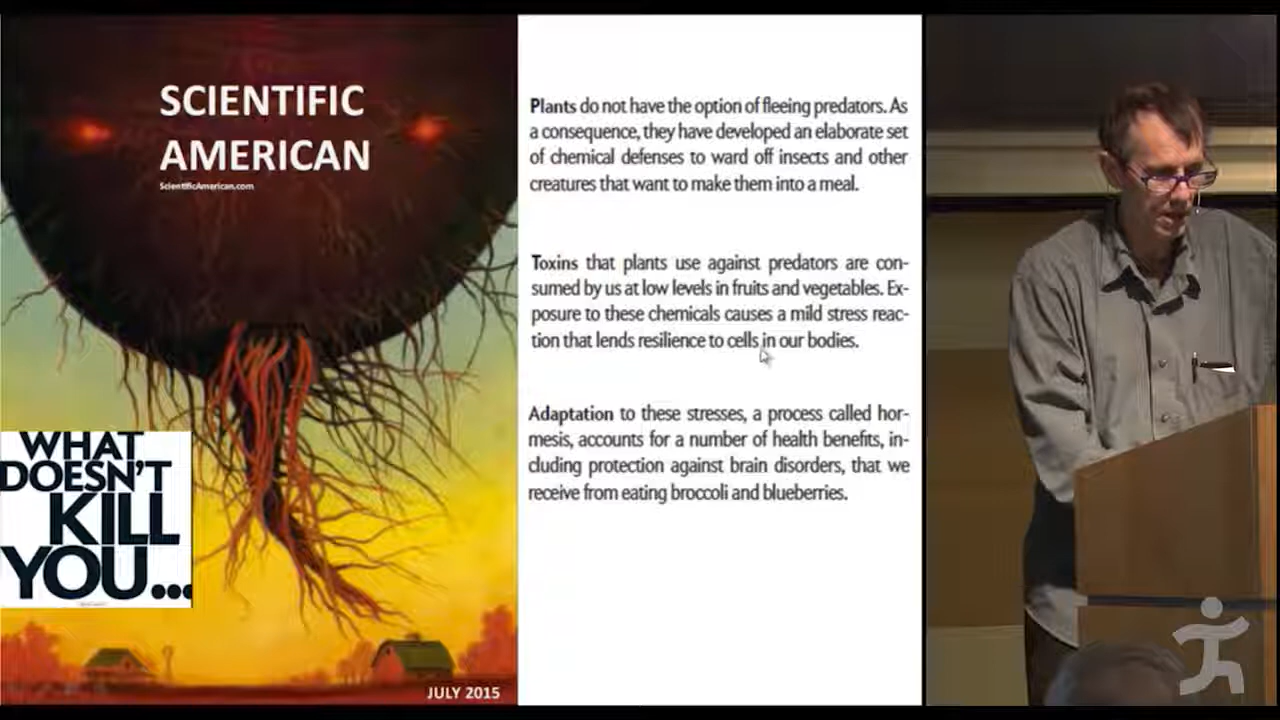 SCIENTIFIC
AMERICAN
ScientificAmerican.com
WHAT
DOESN'T
KILL
YOU...
JULY 2015
Plants do not have the option of fleeing predators. As
a consequence, they have developed an elaborate set
of chemical defenses to ward off insects and other
creatures that want to make them into a meal.
Toxins that plants use against predators are con-
sumed by us at low levels in fruits and vegetables. Ex-
posure to these chemicals causes a mild stress reac-
tion that lends resilience to cells in our bodies.
Adaptation to these stresses, a process called hor-
mesis, accounts for a number of health benefits, in-
cluding protection against brain disorders, that we
receive from eating broccoli and blueberries.